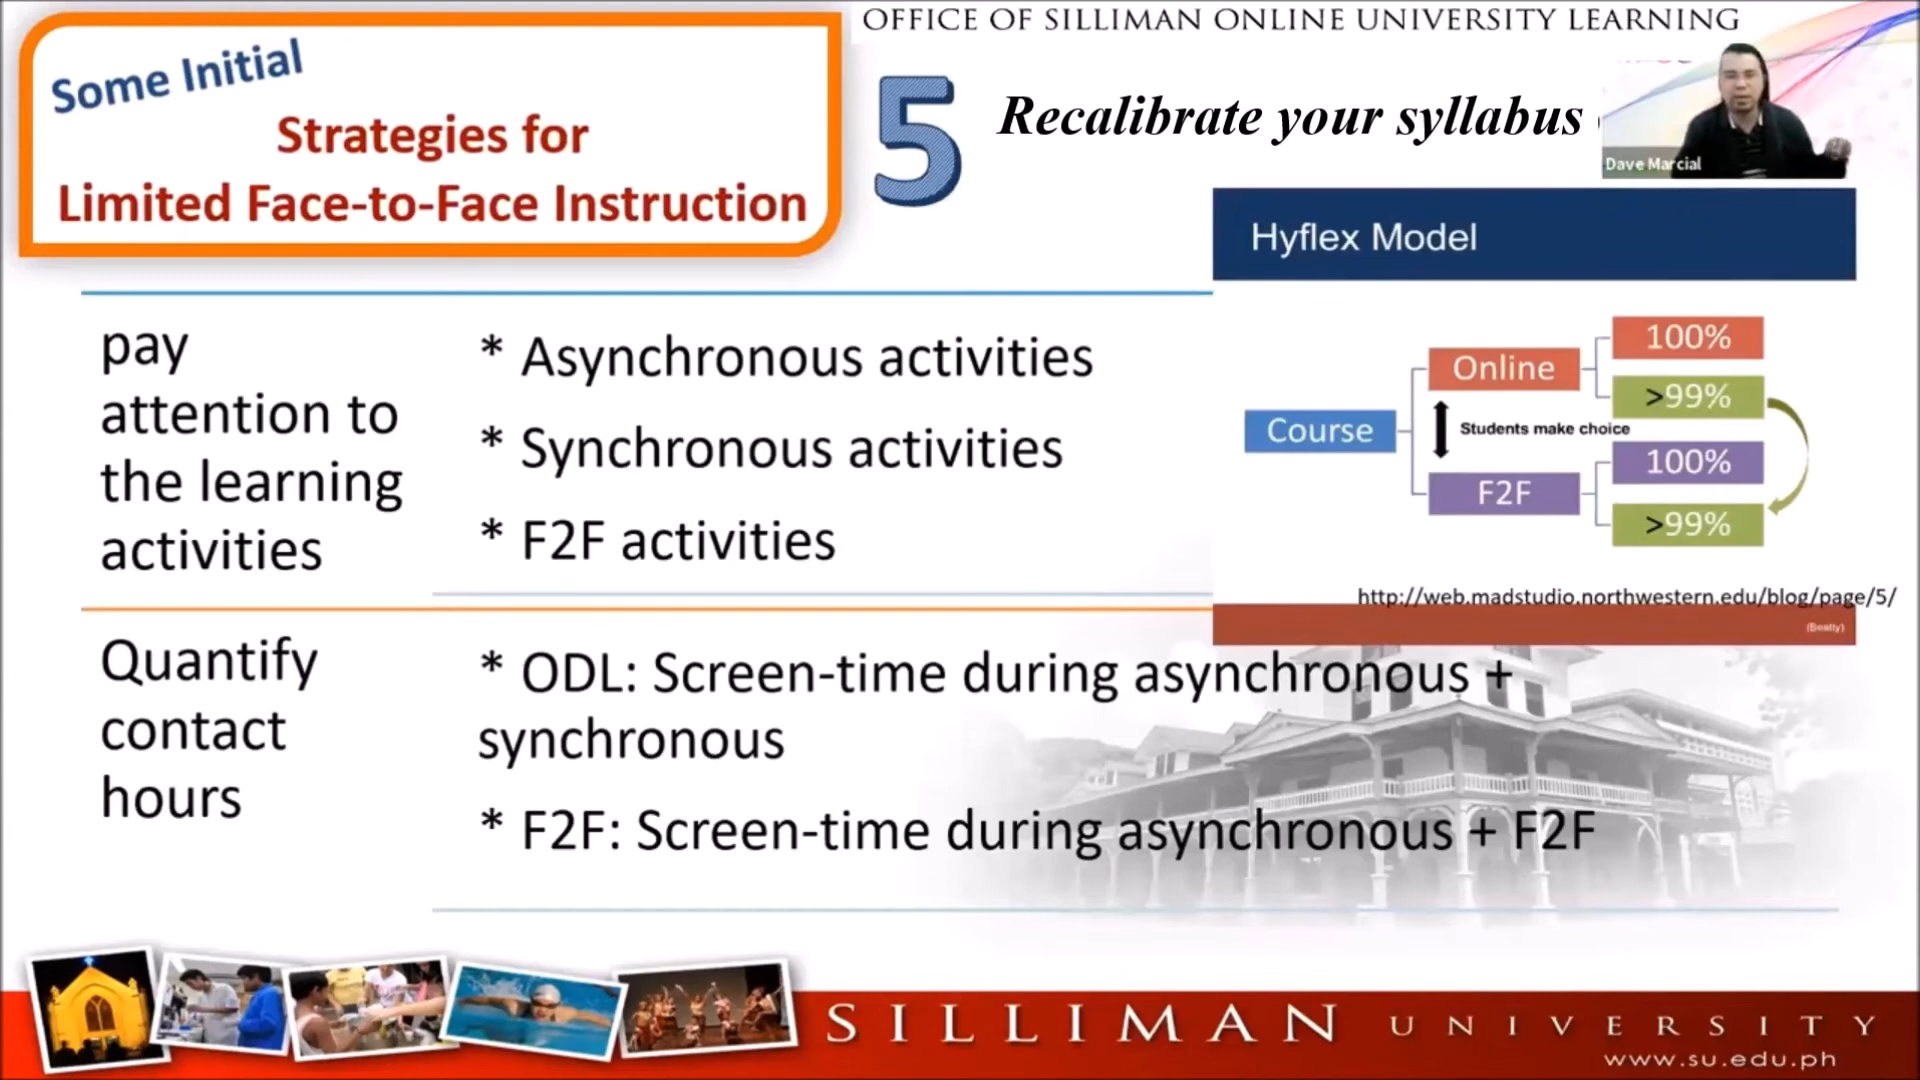 OFFICE OF SILLIMAN ONLINE UNIVERSITY LEARNING
Some Initial
Strategies for
Limited Face-to-Face Instruction
5
Recalibrate your syllabus
Dave Marcial
Hyflex Model
pay
attention to
the learning
activities
* Asynchronous activities
* Synchronous activities
* F2F activities
Course
Online
Students make choice
F2F
100%
>99%
100%
>99%
http://web.madstudio.northwestern.edu/blog/page/5/
(Beatty)
Quantify
contact
hours
* ODL: Screen-time during asynchronous +
synchronous
* F2F: Screen-time during asynchronous + F2F
SILLIMAN UNIVERSITY
www.su.edu.ph